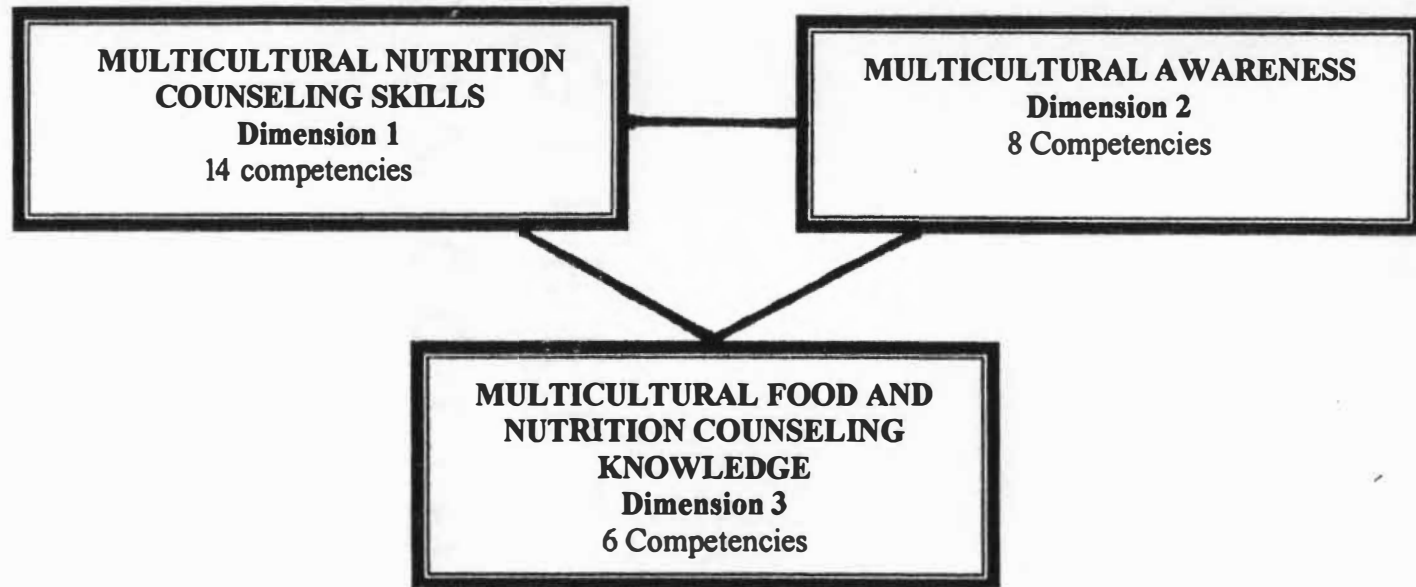 MULTICULTURAL NUTRITION
COUNSELING SKILLS
Dimension 1
14 competencies
MULTICULTURAL AWARENESS
Dimension 2
8 Competencies
MULTICULTURAL FOOD AND
NUTRITION COUNSELING
KNOWLEDGE
Dimension 3
6 Competencies